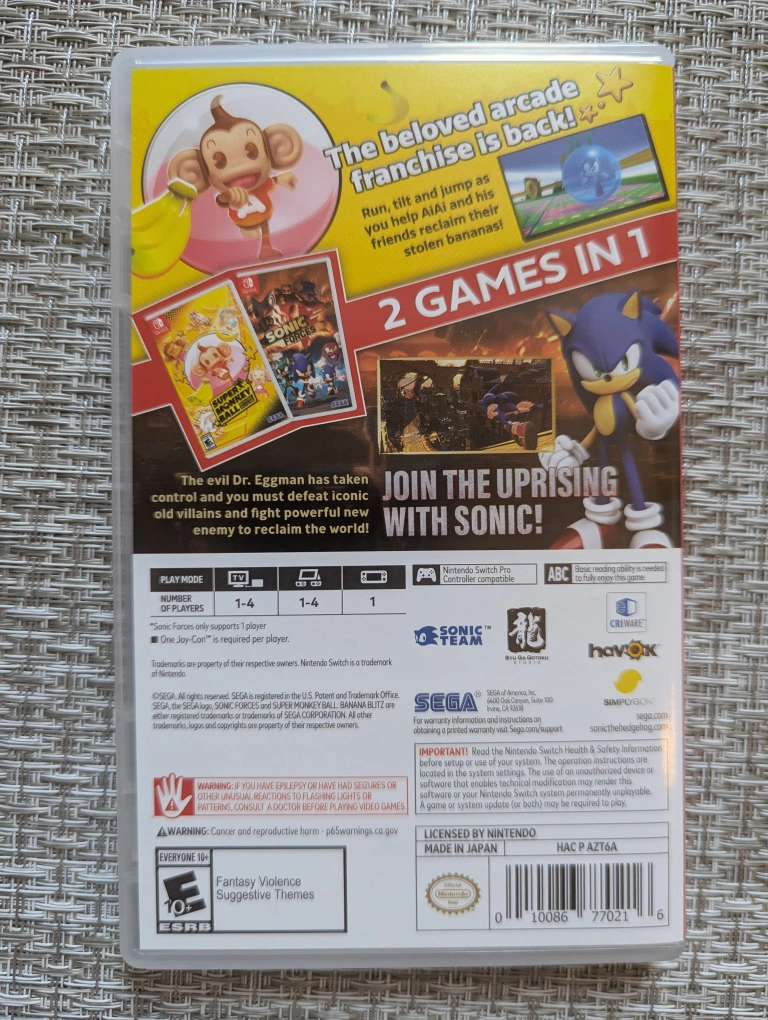 The beloved arcade
franchise is back!
Run, tilt and jump as
you help AiAi and his
friends reclaim their
stolen bananas!
2 GAMES IN 1
SUPER
MONKEY
BALL
SEGA
SONIC
FORCES
SEGA
The evil Dr. Eggman has taken
control and you must defeat iconic
old villains and fight powerful new
enemy to reclaim the world!
JOIN THE UPRISING
WITH SONIC!
PLAY MODE
TV
NUMBER
OF PLAYERS
1-4
1-4
1
Nintendo Switch Pro
Controller compatible
ABC
Basic reading ability is needed
to fully enjoy this game.
*Sonic Forces only supports 1 player
■ One Joy-Con™ is required per player.
Trademarks are property of their respective owners. Nintendo Switch is a trademark
of Nintendo.
©SEGA. All rights reserved. SEGA is registered in the U.S. Patent and Trademark Office.
SEGA, the SEGA logo, SONIC FORCES and SUPER MONKEY BALL: BANANA BLITZ are
either registered trademarks or trademarks of SEGA CORPORATION. All other
trademarks, logos and copyrights are property of their respective owners.
SONIC
TEAM™
龍
RYU GA GOTOKU
STUDIO
CRIWARE™
havok
SIMPLYGON
SEGA®
SEGA of America, Inc.
6400 Oak Canyon, Suite 100
Irvine, CA 92618
For warranty information and instructions on
obtaining a printed warranty visit Sega.com/support
sega.com
sonicthehedgehog.com
WARNING: IF YOU HAVE EPILEPSY OR HAVE HAD SEIZURES OR
OTHER UNUSUAL REACTIONS TO FLASHING LIGHTS OR
PATTERNS, CONSULT A DOCTOR BEFORE PLAYING VIDEO GAMES.
IMPORTANT! Read the Nintendo Switch Health & Safety Information
before setup or use of your system. The operation instructions are
located in the system settings. The use of an unauthorized device or
software that enables technical modification may render this
software or your Nintendo Switch system permanently unplayable.
A game or system update (or both) may be required to play.
⚠WARNING: Cancer and reproductive harm - p65warnings.ca.gov
EVERYONE 10+
E
10+
ESRB
Fantasy Violence
Suggestive Themes
LICENSED BY NINTENDO
MADE IN JAPAN
HAC P AZT6A
Official
Nintendo
Seal
0 10086 77021 6